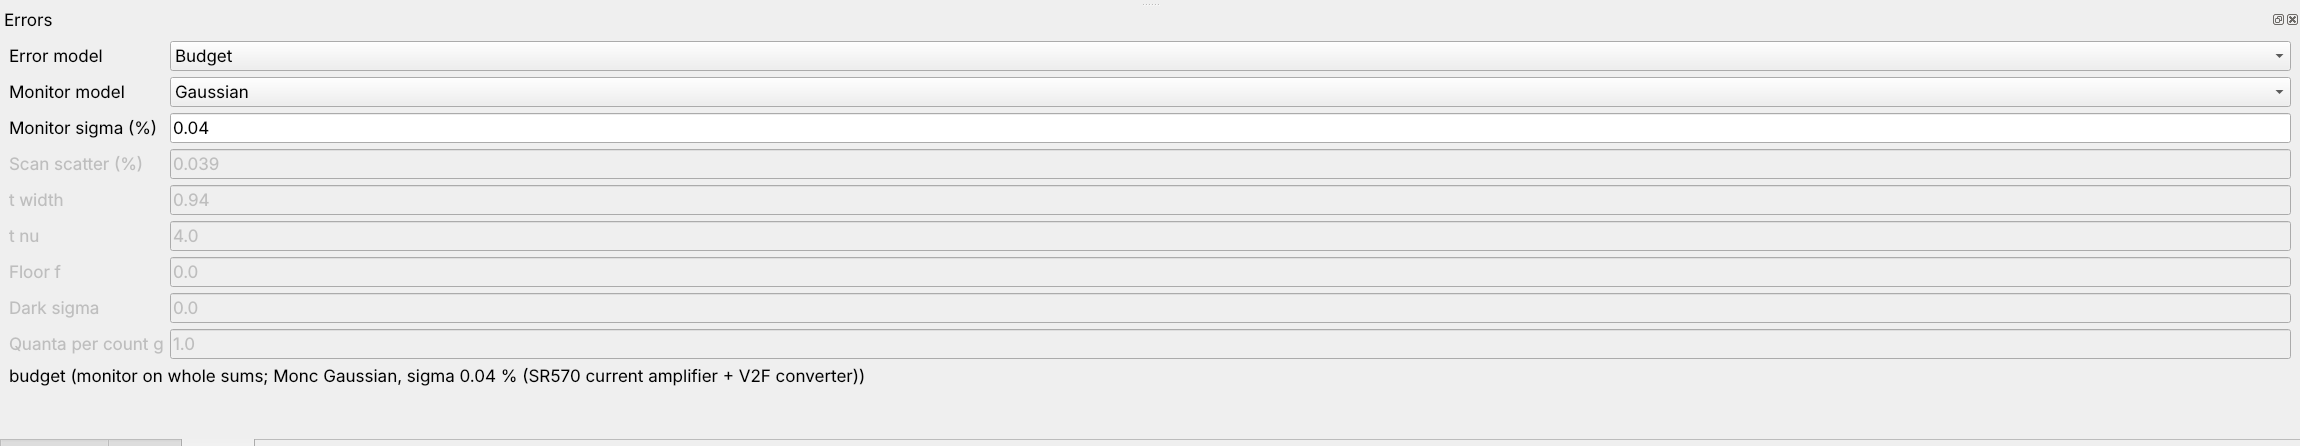 Errors
Error model Budget
Monitor model Gaussian
Monitor sigma (%) 0.04
Scan scatter (%) 0.039
t width 0.94
t nu 4.0
Floor f 0.0
Dark sigma 0.0
Quanta per count g 1.0
budget (monitor on whole sums; Monc Gaussian, sigma 0.04 % (SR570 current amplifier + V2F converter))